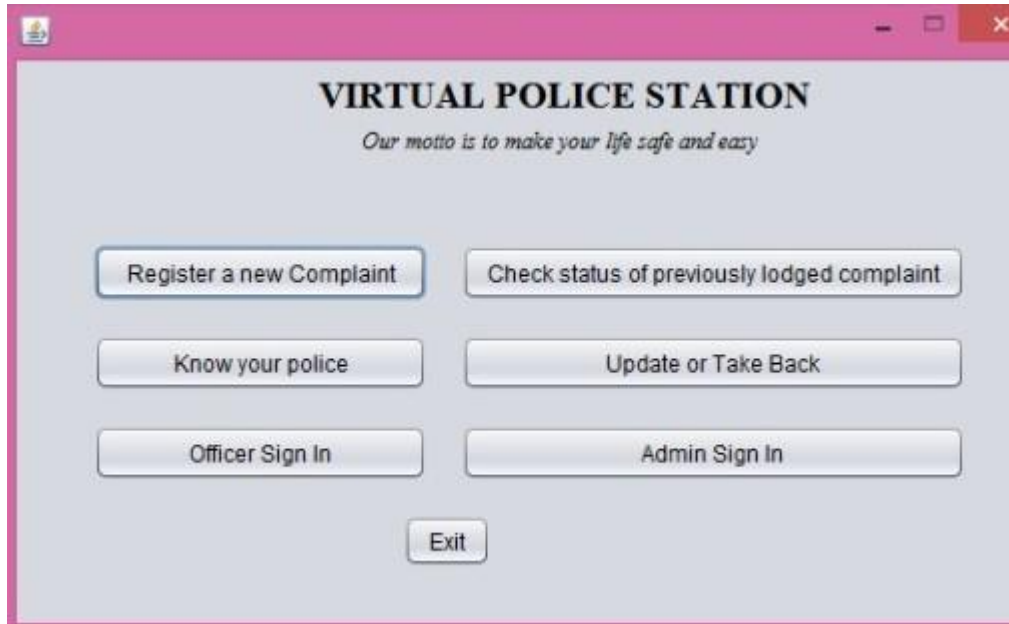 VIRTUAL POLICE STATION
Our motto is to make your life safe and easy
Register a new Complaint
Check status of previously lodged complaint
Know your police
Update or Take Back
Officer Sign In
Admin Sign In
Exit